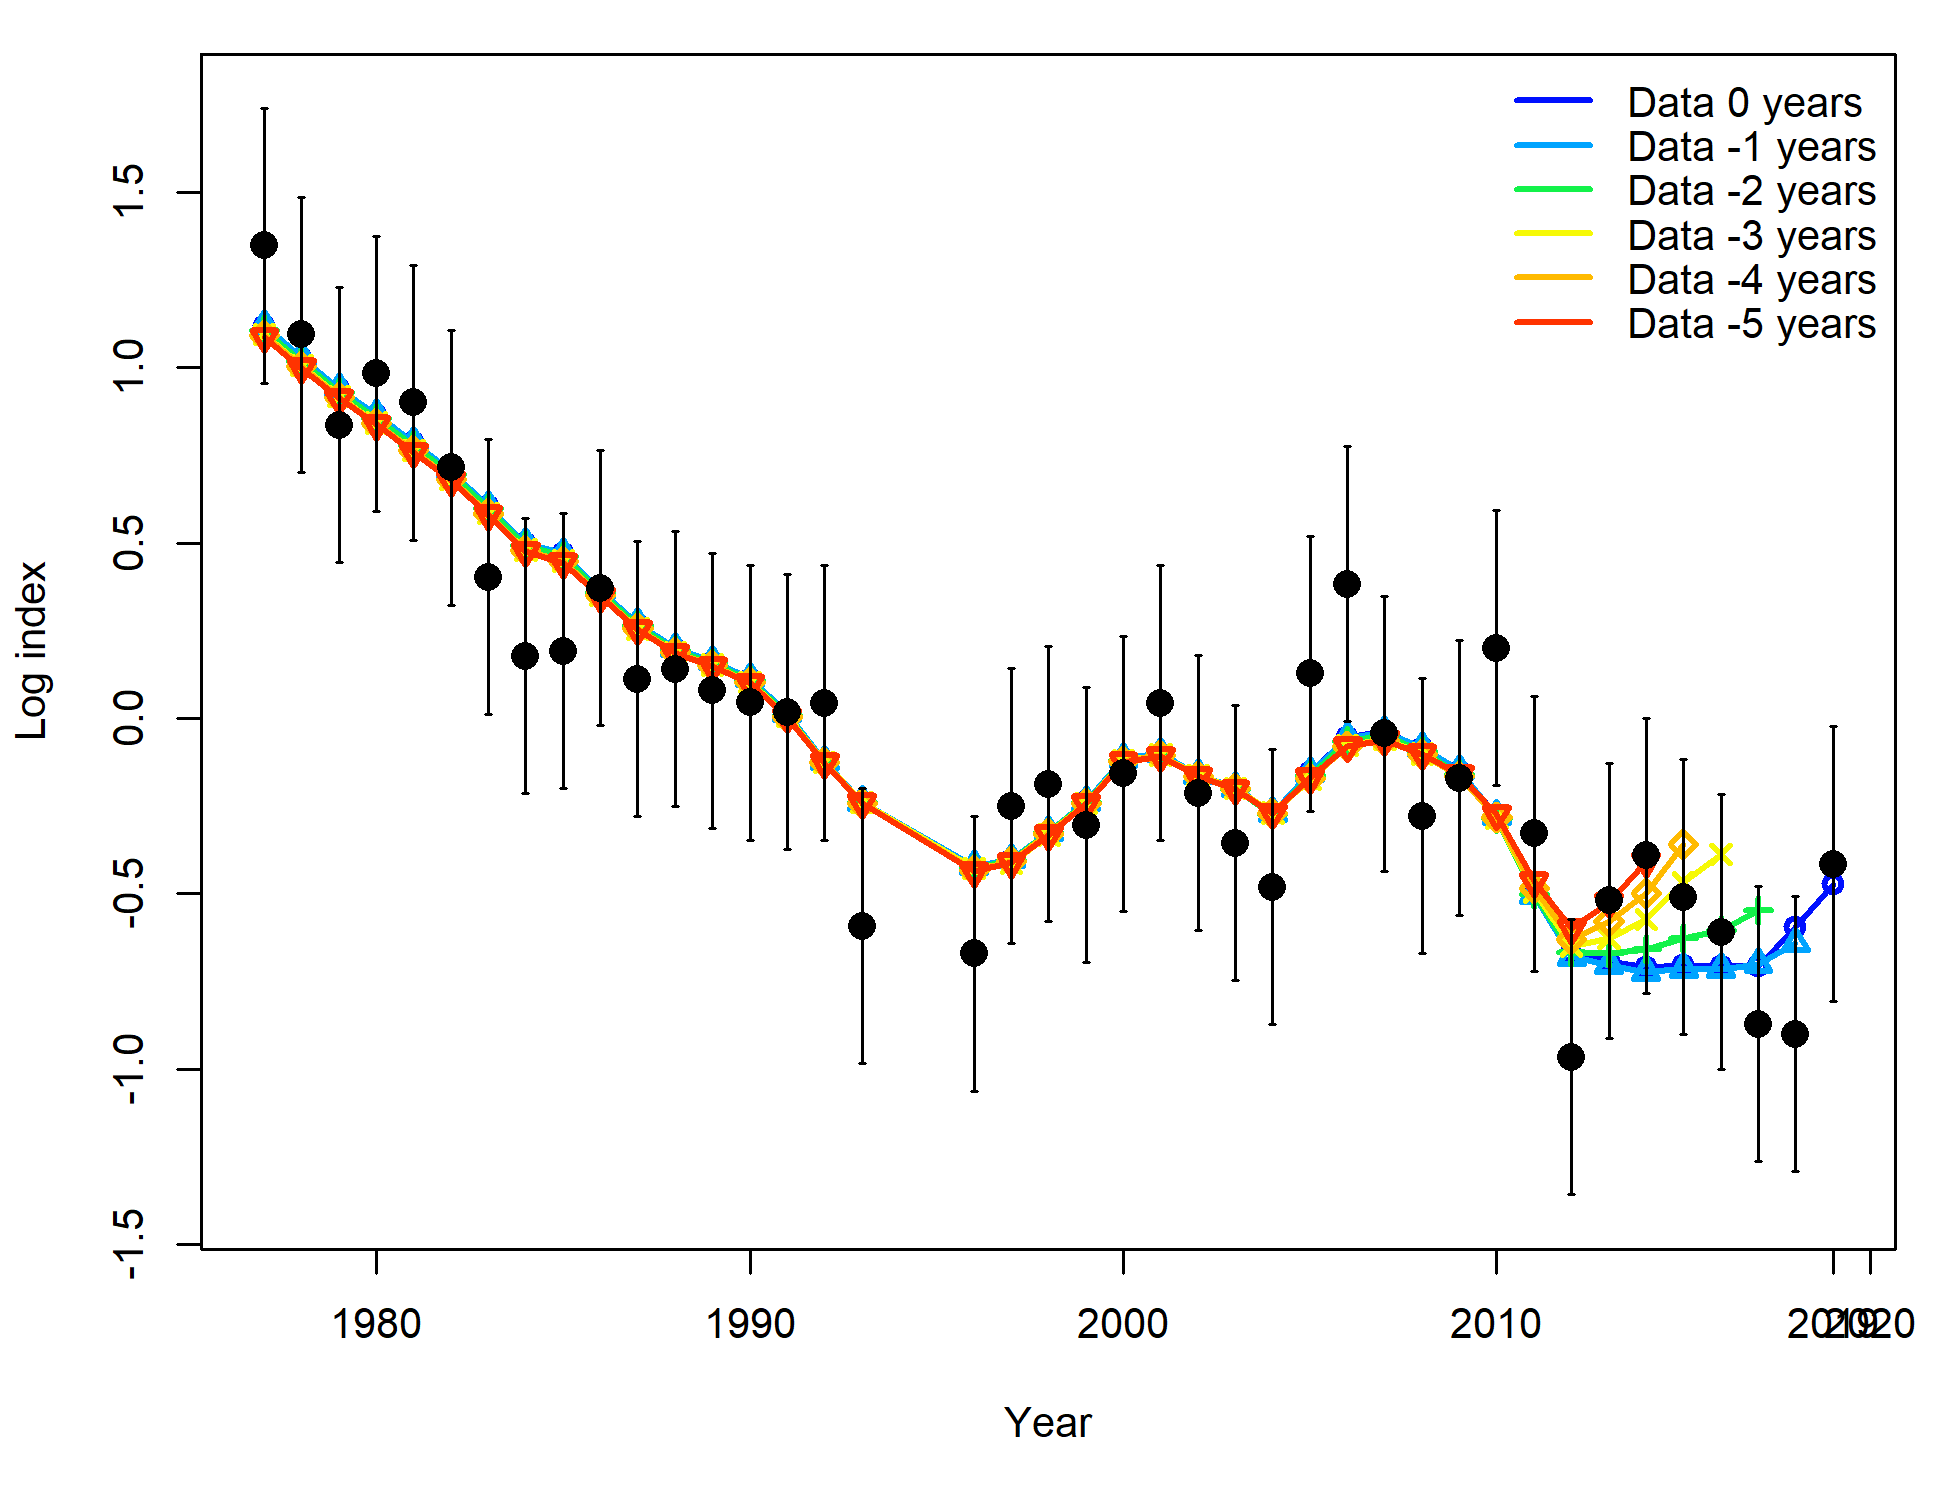 Data 0 years
Data -1 years
Data -2 years
Data -3 years
Data -4 years
Data -5 years
1.5
1.0
0.5
0.0
-0.5
-1.0
-1.5
Log index
1980
1990
2000
2010
2019
2020
Year